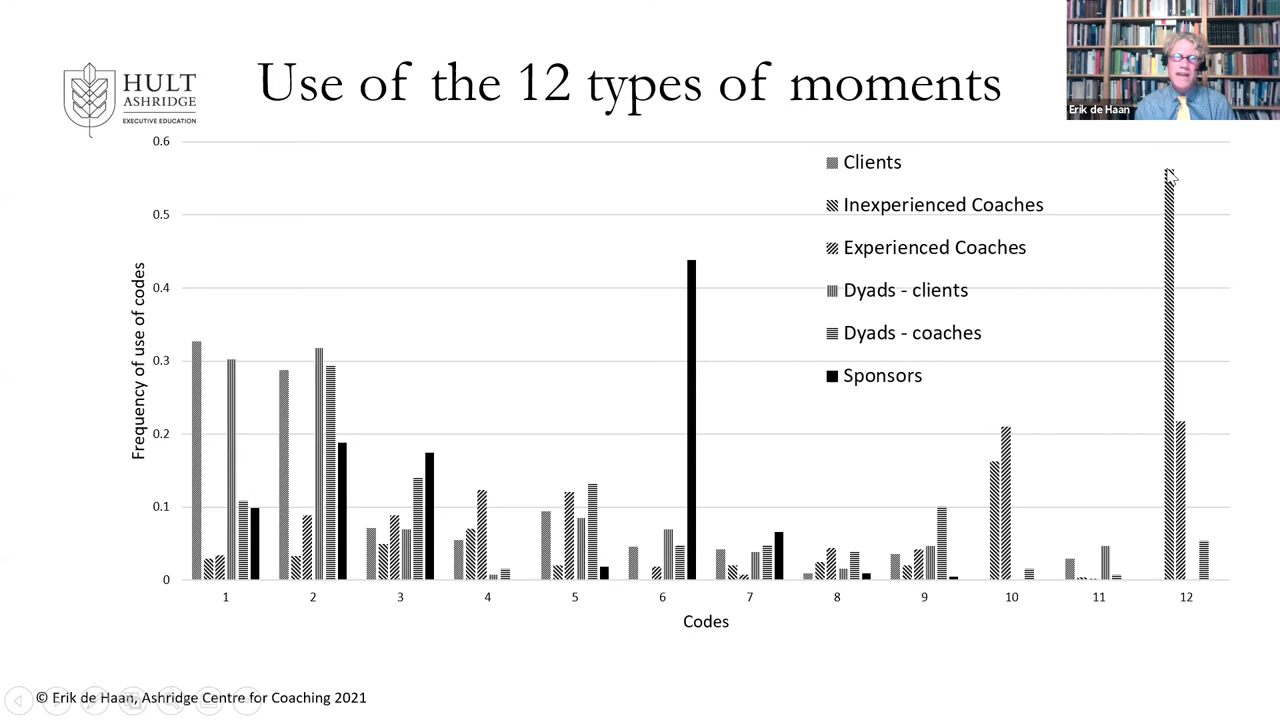 HULT
ASHRIDGE
EXECUTIVE EDUCATION
Use of the 12 types of moments
Erik de Haan
Frequency of use of codes
0.6
0.5
0.4
0.3
0.2
0.1
0
Clients
Inexperienced Coaches
Experienced Coaches
Dyads - clients
Dyads - coaches
Sponsors
1 2 3 4 5 6 7 8 9 10 11 12
Codes
© Erik de Haan, Ashridge Centre for Coaching 2021